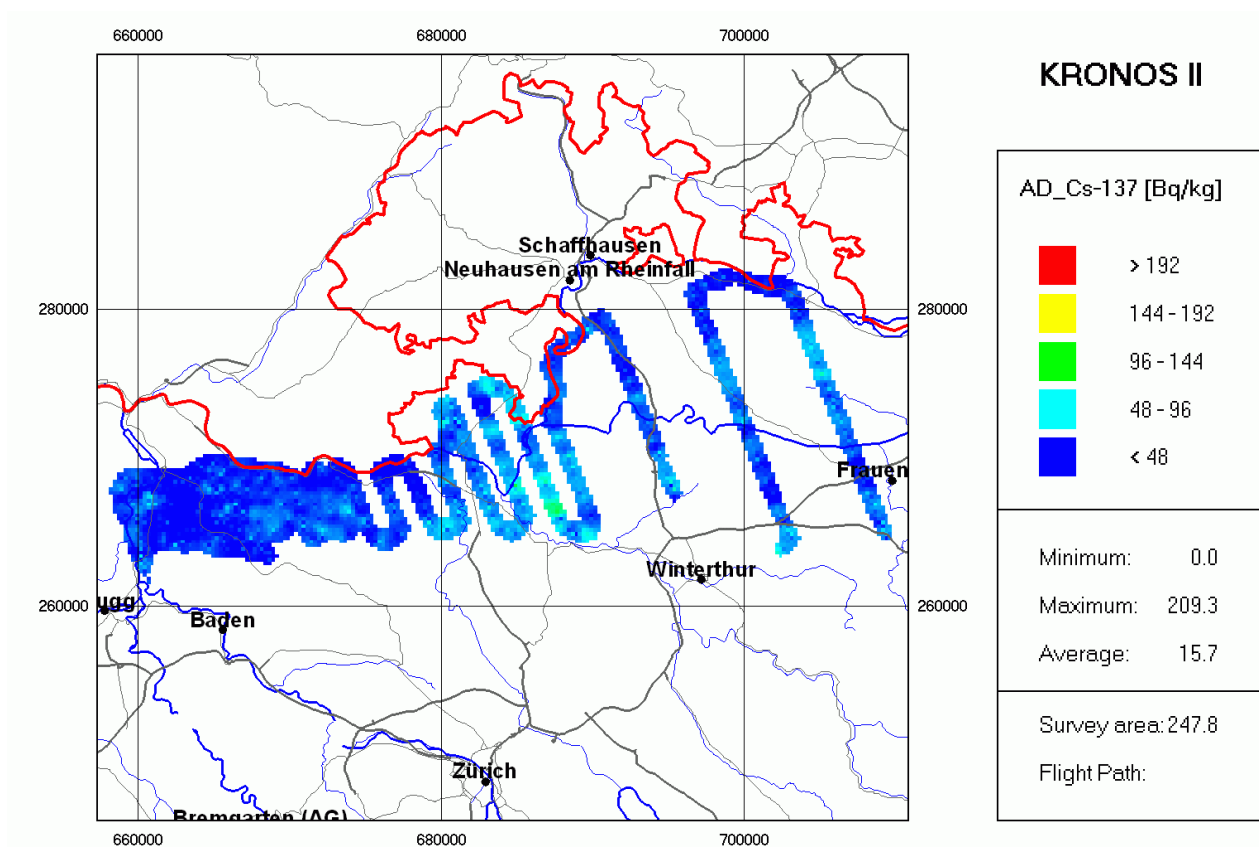 660000 680000 700000
KRONOS II
AD_Cs-137 [Bq/kg]
> 192
144 - 192
96 - 144
48 - 96
< 48
Minimum: 0.0
Maximum: 209.3
Average: 15.7
Survey area: 247.8
Flight Path:
Schaffhausen
Neuhausen am Rheinfall
280000 280000
Frauen
Winterthur
260000 260000
ugg
Baden
Zürich
Bremgarten (AG)
660000 680000 700000